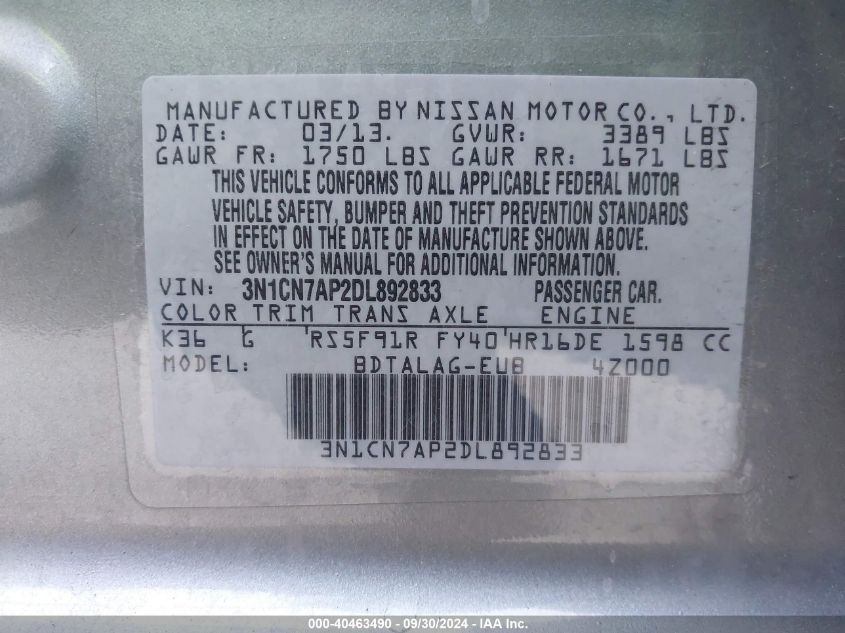 MANUFACTURED BY NISSAN MOTOR CO., LTD.
DATE: 03/13. GVWR: 3389 LBS
GAWR FR: 1750 LBS GAWR RR: 1671 LBS
THIS VEHICLE CONFORMS TO ALL APPLICABLE FEDERAL MOTOR
VEHICLE SAFETY, BUMPER AND THEFT PREVENTION STANDARDS
IN EFFECT ON THE DATE OF MANUFACTURE SHOWN ABOVE.
SEE OWNER'S MANUAL FOR ADDITIONAL INFORMATION.
VIN: 3N1CN7AP2DL892833 PASSENGER CAR.
COLOR TRIM TRANS AXLE ENGINE
K36 G 'RS5F91R FY40'HR16DE 1598 CC
MODEL: BDTALAG-EUB 4Z000
3N1CN7AP2DL892833
000-40463490 - 09/30/2024 - IAA Inc.